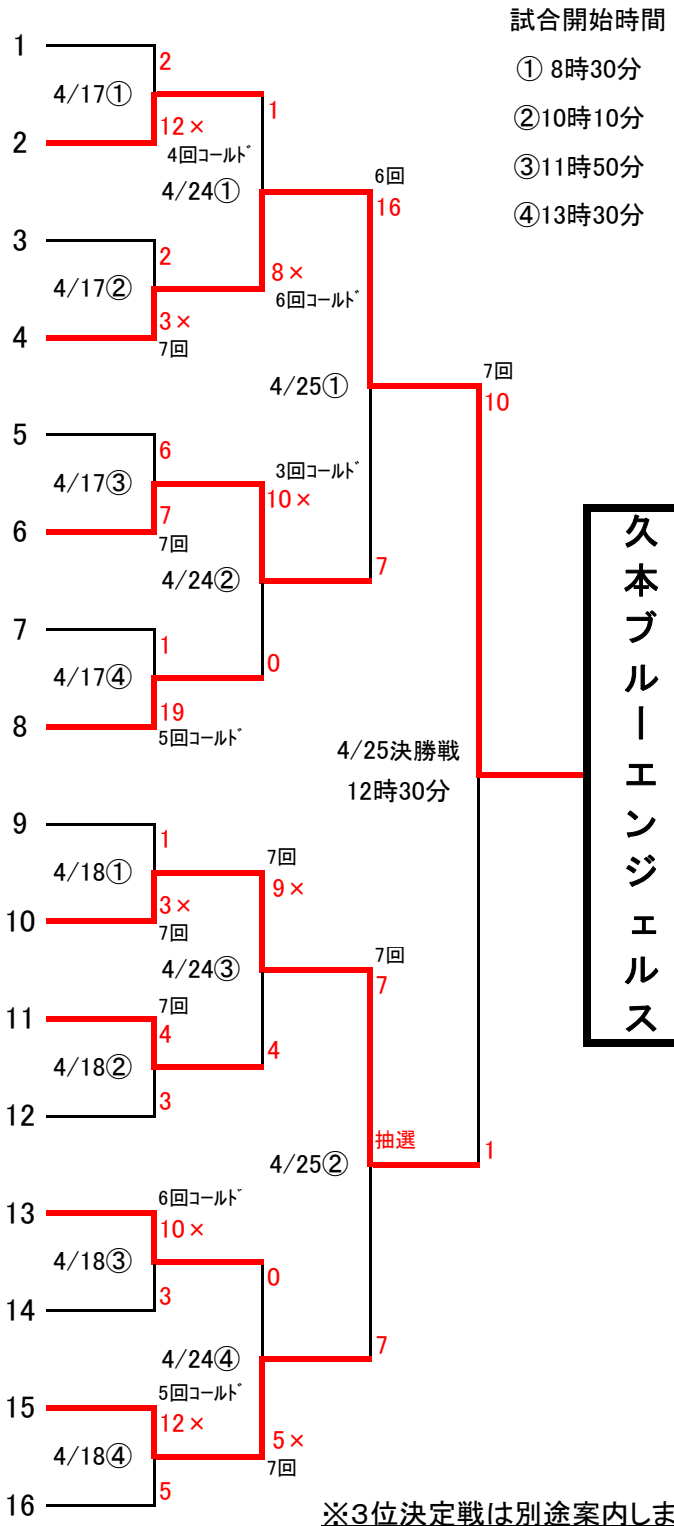 試合開始時間
① 8時30分
②10時10分
③11時50分
④13時30分
1
2
4/17①
12×
2
4回コールド
1
4/24①
6回
16
3
2
4/17②
8×
6回コールド
3×
4
7回
4/25①
7回
10
5
6
3回コールド
4/17③
10×
7
6
7回
4/24②
7
7
1
0
4/17④
19
8
5回コールド
4/25決勝戦
12時30分
久本ブルーエンジェルス
9
1
7回
4/18①
9×
3×
10
7回
4/24③
7回
7
11
7回
4
4
4/18②
3
12
抽選
1
4/25②
13
6回コールド
10×
4/18③
0
3
14
7
4/24④
15
5回コールド
12×
5×
7回
4/18④
5
16
※3位決定戦は別途案内しま